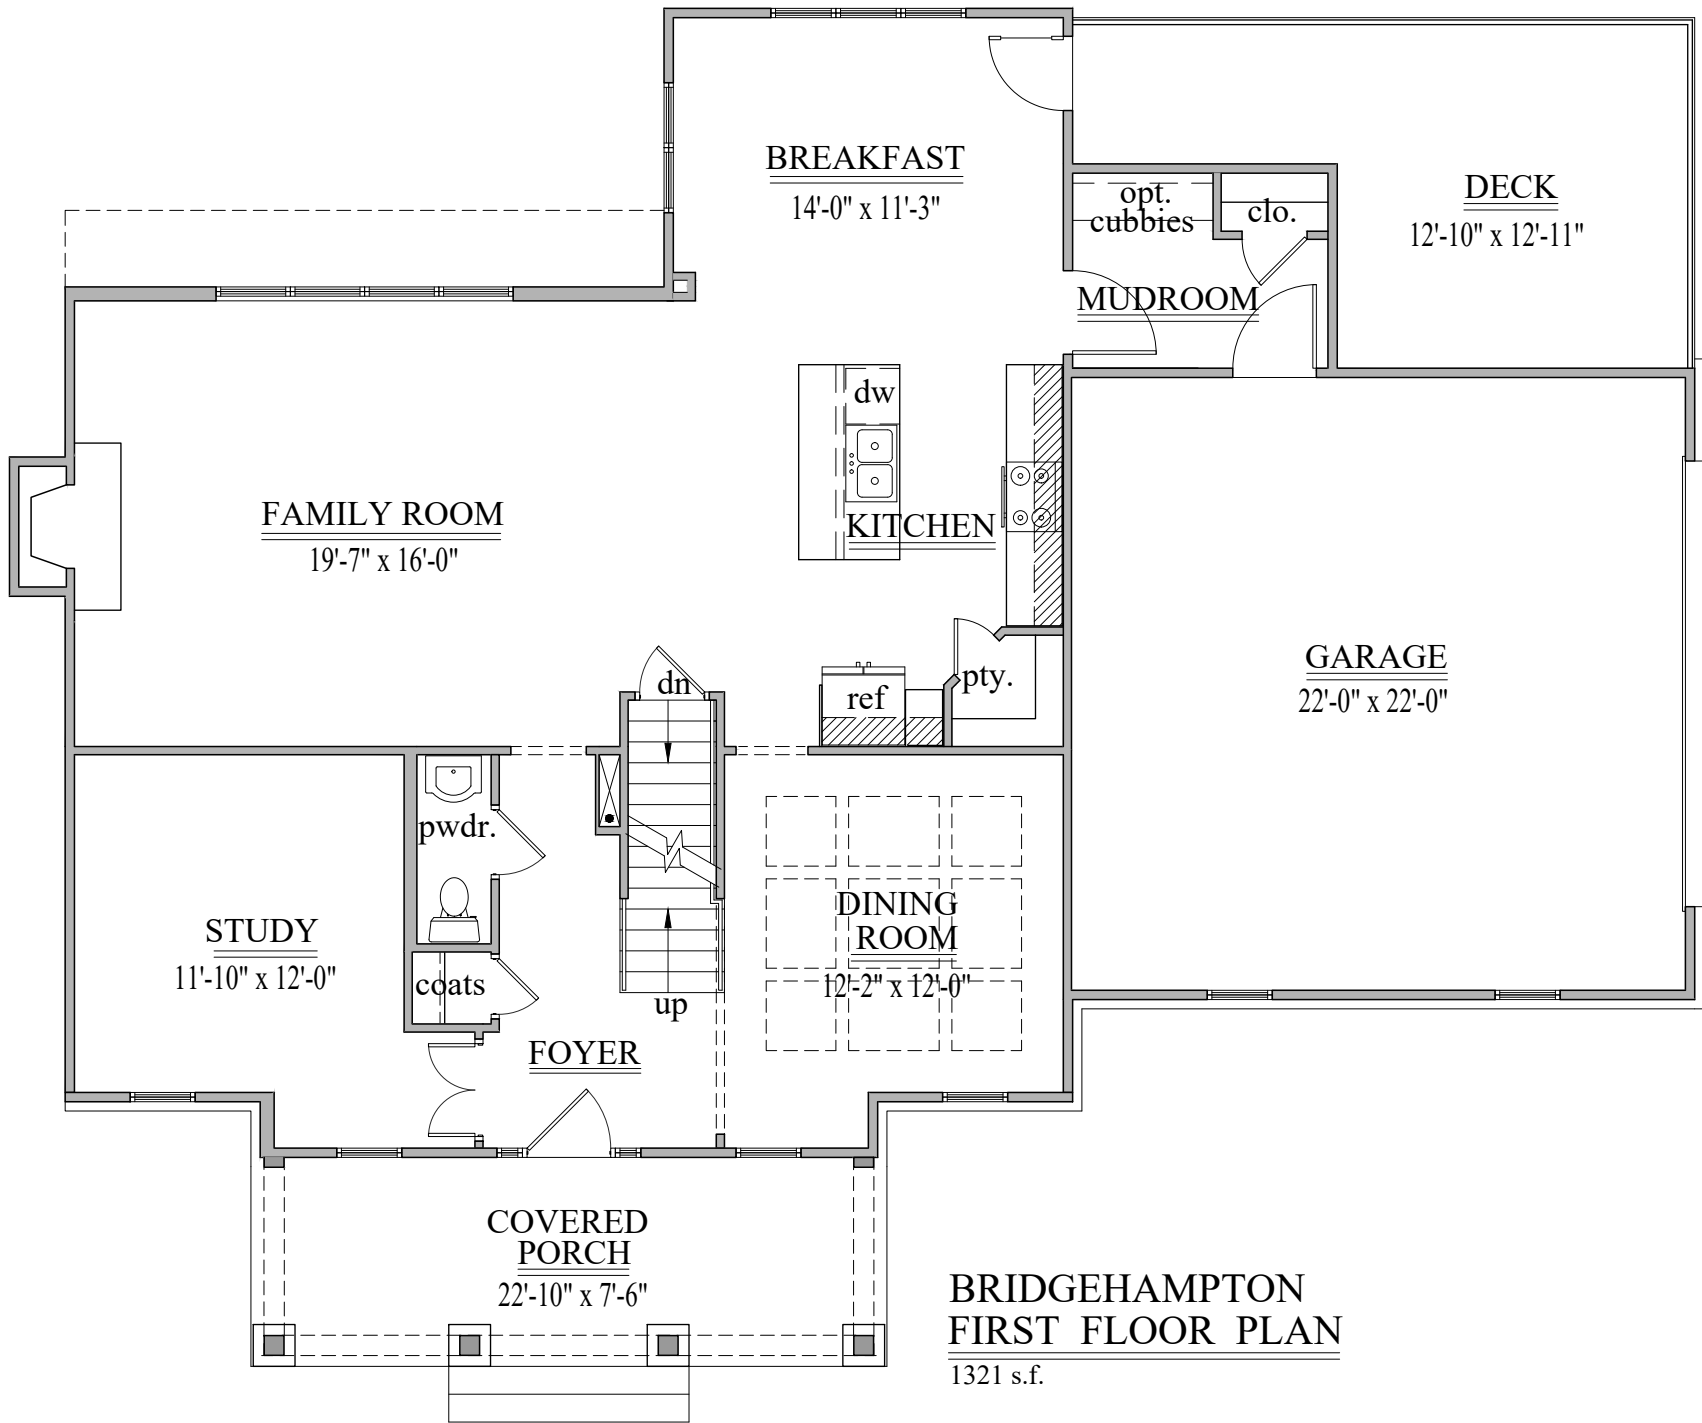 BREAKFAST
14'-0" x 11'-3"
opt.
cubbies
clo.
DECK
12'-10" x 12'-11"
MUDROOM
dw
KITCHEN
FAMILY ROOM
19'-7" x 16'-0"
GARAGE
22'-0" x 22'-0"
dn
ref
pty.
pwdr.
STUDY
11'-10" x 12'-0"
coats
up
DINING
ROOM
12'-2" x 12'-0"
FOYER
COVERED
PORCH
22'-10" x 7'-6"
BRIDGEHAMPTON
FIRST FLOOR PLAN
1321 s.f.